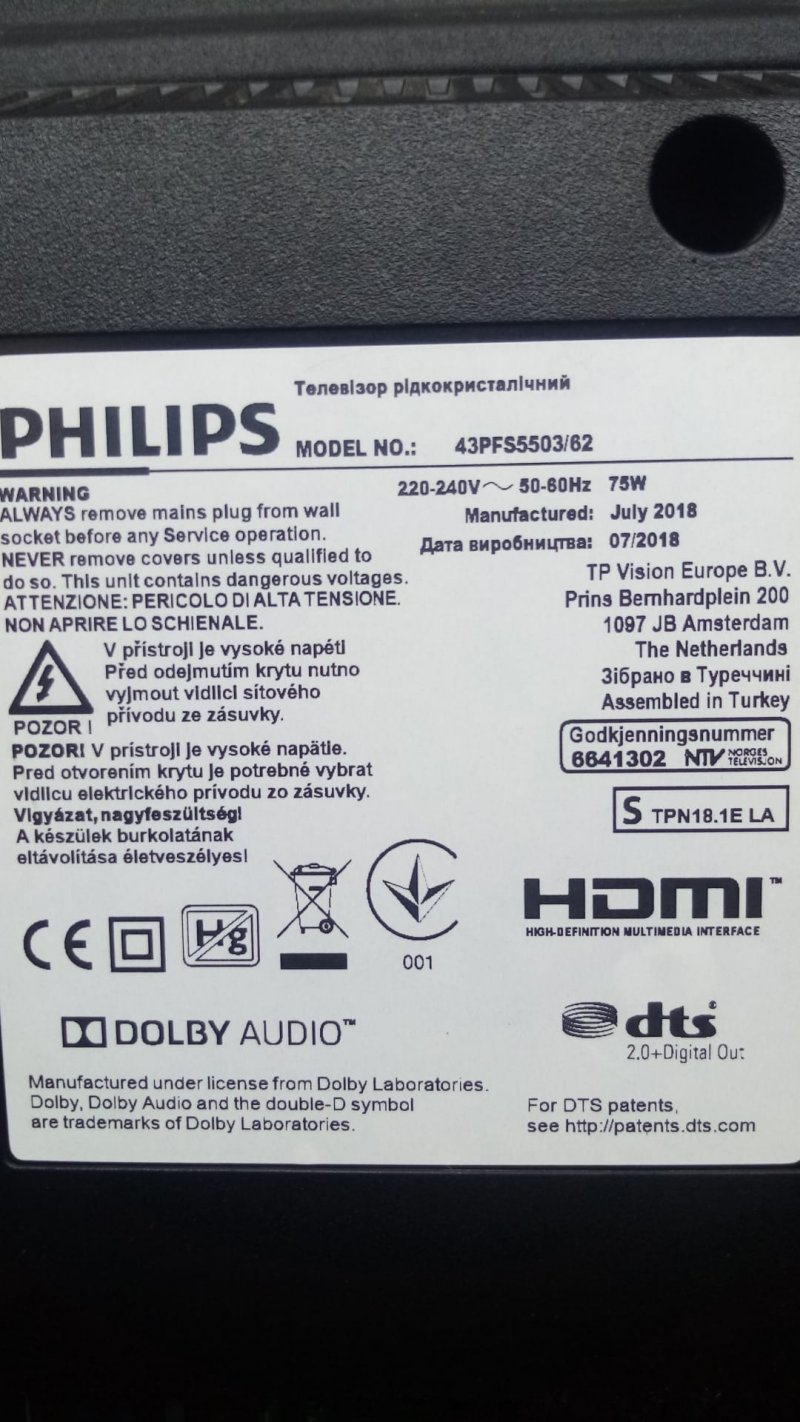 Телевізор рідкокристалічний
PHILIPS
MODEL NO.: 43PFS5503/62
WARNING
ALWAYS remove mains plug from wall
socket before any Service operation.
NEVER remove covers unless qualified to
do so. This unit contains dangerous voltages.
ATTENZIONE: PERICOLO DI ALTA TENSIONE.
NON APRIRE LO SCHIENALE.
V přístroji je vysoké napětí
Před odejmutím krytu nutno
vyjmout vidlici síťového
přívodu ze zásuvky.
POZOR !
POZOR! V prístroji je vysoké napätie.
Pred otvorením krytu je potrebné vybrat
vidlicu elektrického prívodu zo zásuvky.
Vigyázat, nagyfeszültség!
A készülek burkolatának
eltávolítása életveszélyes!
220-240V~ 50-60Hz 75W
Manufactured: July 2018
Дата виробництва: 07/2018
TP Vision Europe B.V.
Prins Bernhardplein 200
1097 JB Amsterdam
The Netherlands
Зібрано в Туреччині
Assembled in Turkey
Godkjenningsnummer
6641302 NTV NORGES
TELEVISJON
S TPN18.1E LA
CE
Hg
001
HDMI™
HIGH-DEFINITION MULTIMEDIA INTERFACE
DOLBY AUDIO™
dts®
2.0+Digital Out
Manufactured under license from Dolby Laboratories.
Dolby, Dolby Audio and the double-D symbol
are trademarks of Dolby Laboratories.
For DTS patents,
see http://patents.dts.com